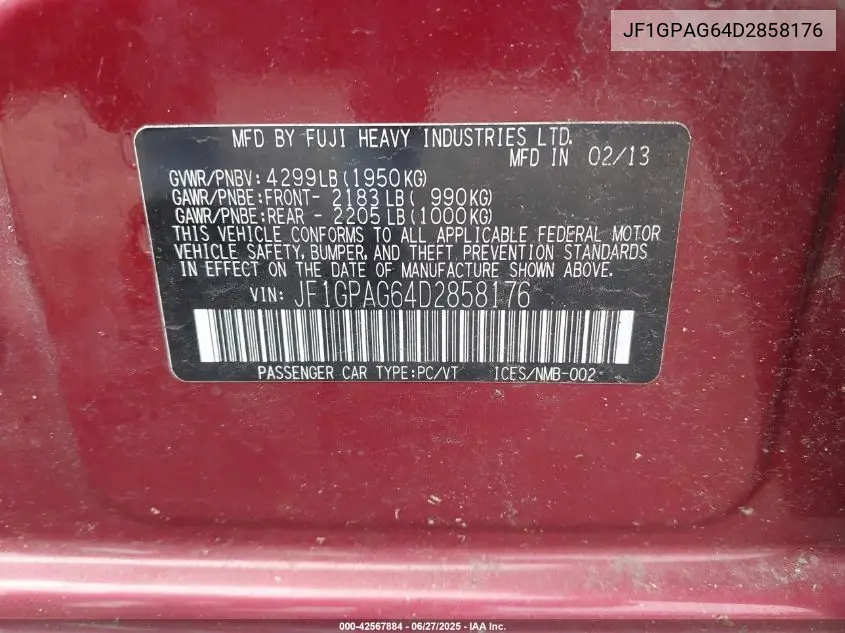 JF1GPAG64D2858176
MFD BY FUJI HEAVY INDUSTRIES LTD.
MFD IN 02/13
GVWR/PNBV: 4299LB(1950KG)
GAWR/PNBE:FRONT- 2183LB( 990KG)
GAWR/PNBE:REAR - 2205LB(1000KG)
THIS VEHICLE CONFORMS TO ALL APPLICABLE FEDERAL MOTOR
VEHICLE SAFETY, BUMPER, AND THEFT PREVENTION STANDARDS
IN EFFECT ON THE DATE OF MANUFACTURE SHOWN ABOVE.
VIN: JF1GPAG64D2858176
PASSENGER CAR TYPE:PC/VT ICES/NMB-002
000-42567884 - 06/27/2025 - IAA Inc.